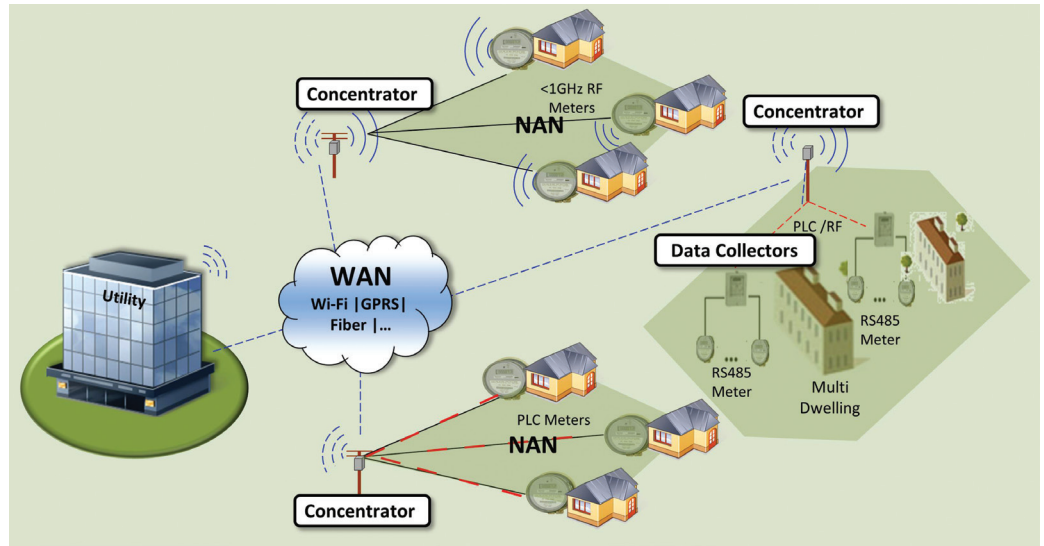 Concentrator
<1GHz RF
Meters
NAN
Concentrator
PLC /RF
Data Collectors
Utility
WAN
Wi-Fi |GPRS|
Fiber |...
RS485
Meter
RS485
Meter
Multi
Dwelling
PLC Meters
NAN
Concentrator